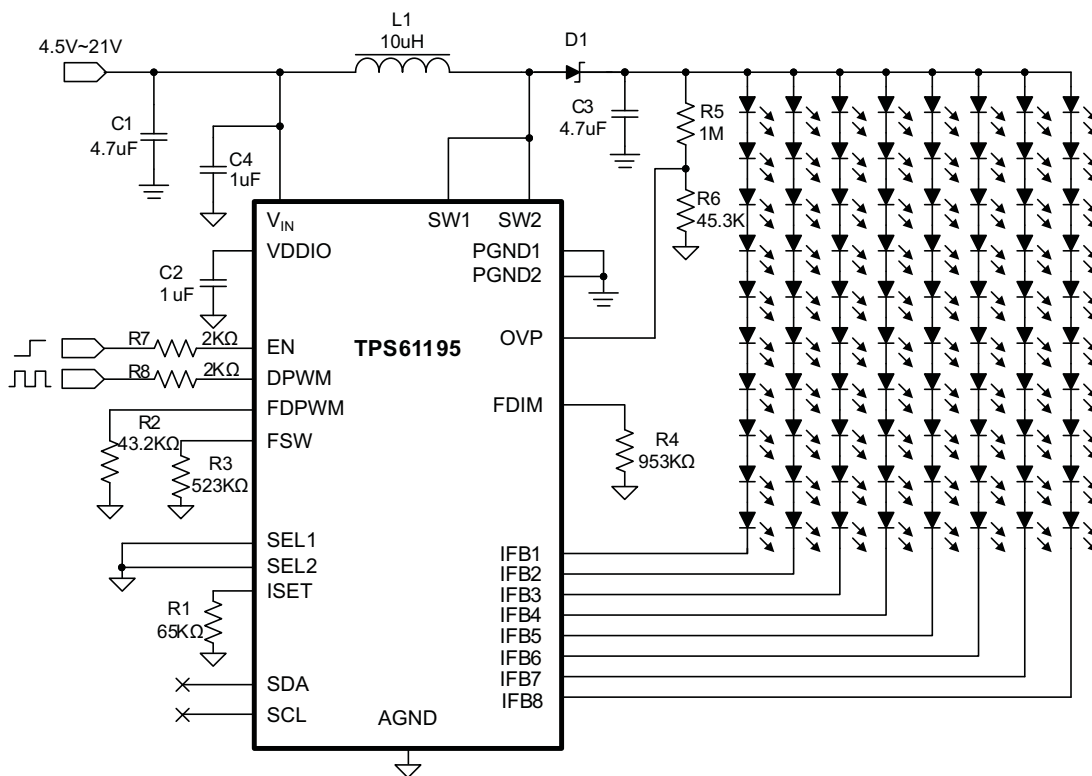 4.5V~21V
L1
10uH
D1
C1
4.7uF
C4
1uF
C3
4.7uF
R5
1M
R6
45.3K
VIN
SW1
SW2
VDDIO
PGND1
PGND2
C2
1uF
R7
2KΩ
EN
TPS61195
OVP
R8
2KΩ
DPWM
FDPWM
FDIM
R2
43.2KΩ
FSW
R3
523KΩ
R4
953KΩ
SEL1
SEL2
ISET
R1
65KΩ
IFB1
IFB2
IFB3
IFB4
IFB5
IFB6
IFB7
IFB8
SDA
SCL
AGND